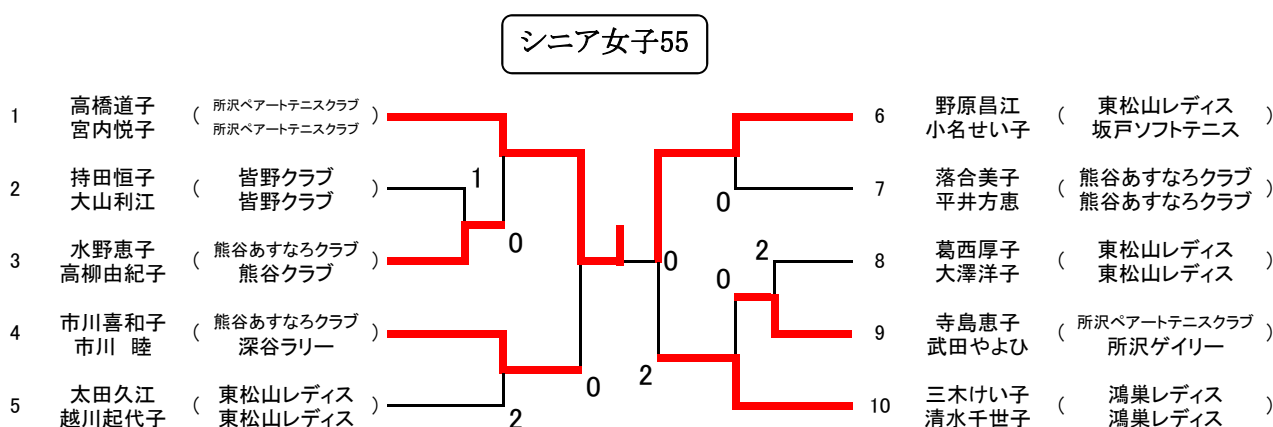 シニア女子55
1 高橋道子 ( 所沢ペアートテニスクラブ )
宮内悦子 所沢ペアートテニスクラブ
2 持田恒子 ( 皆野クラブ )
大山利江 皆野クラブ
3 水野恵子 ( 熊谷あすなろクラブ )
高柳由紀子 熊谷クラブ
4 市川喜和子 ( 熊谷あすなろクラブ )
市川 睦 深谷ラリー
5 太田久江 ( 東松山レディス )
越川起代子 東松山レディス
1
0
2
0
0
2
0
0
2
6 野原昌江 ( 東松山レディス )
小名せい子 坂戸ソフトテニス
7 落合美子 ( 熊谷あすなろクラブ )
平井方恵 熊谷あすなろクラブ
8 葛西厚子 ( 東松山レディス )
大澤洋子 東松山レディス
9 寺島恵子 ( 所沢ペアートテニスクラブ )
武田やよひ 所沢ゲイリー
10 三木けい子 ( 鴻巣レディス )
清水千世子 鴻巣レディス